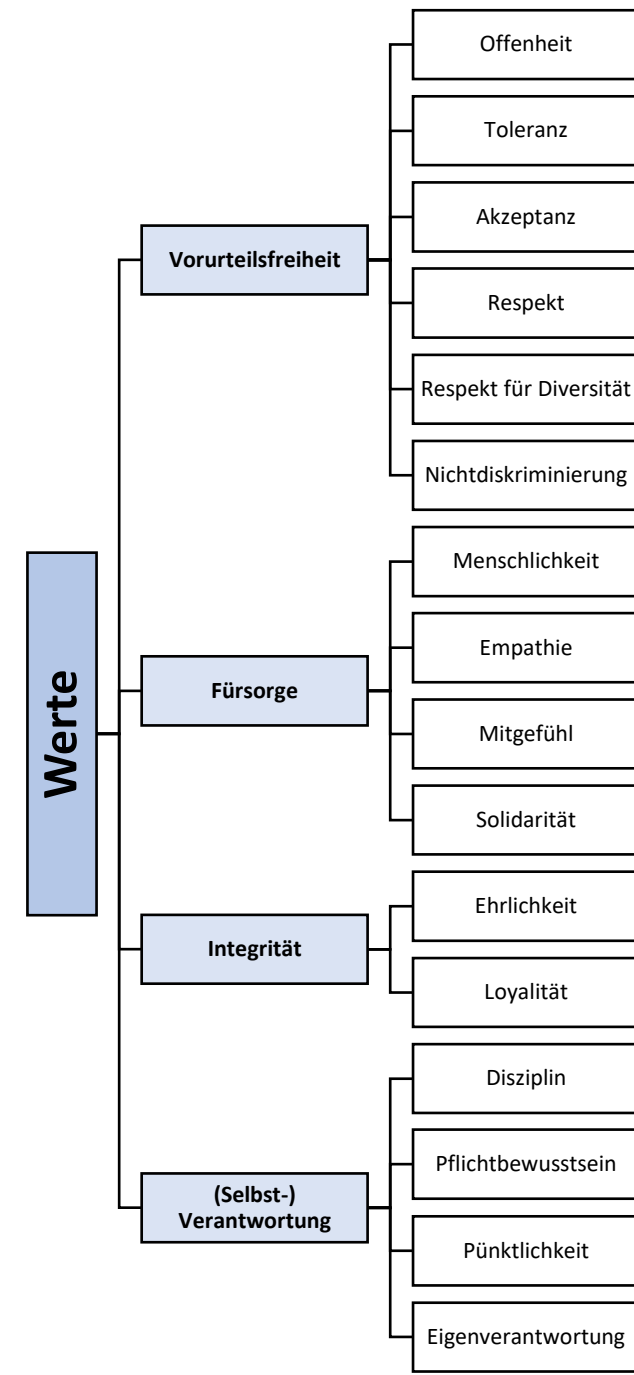 Werte
Vorurteilsfreiheit
Offenheit
Toleranz
Akzeptanz
Respekt
Respekt für Diversität
Nichtdiskriminierung
Fürsorge
Menschlichkeit
Empathie
Mitgefühl
Solidarität
Integrität
Ehrlichkeit
Loyalität
(Selbst-)
Verantwortung
Disziplin
Pflichtbewusstsein
Pünktlichkeit
Eigenverantwortung